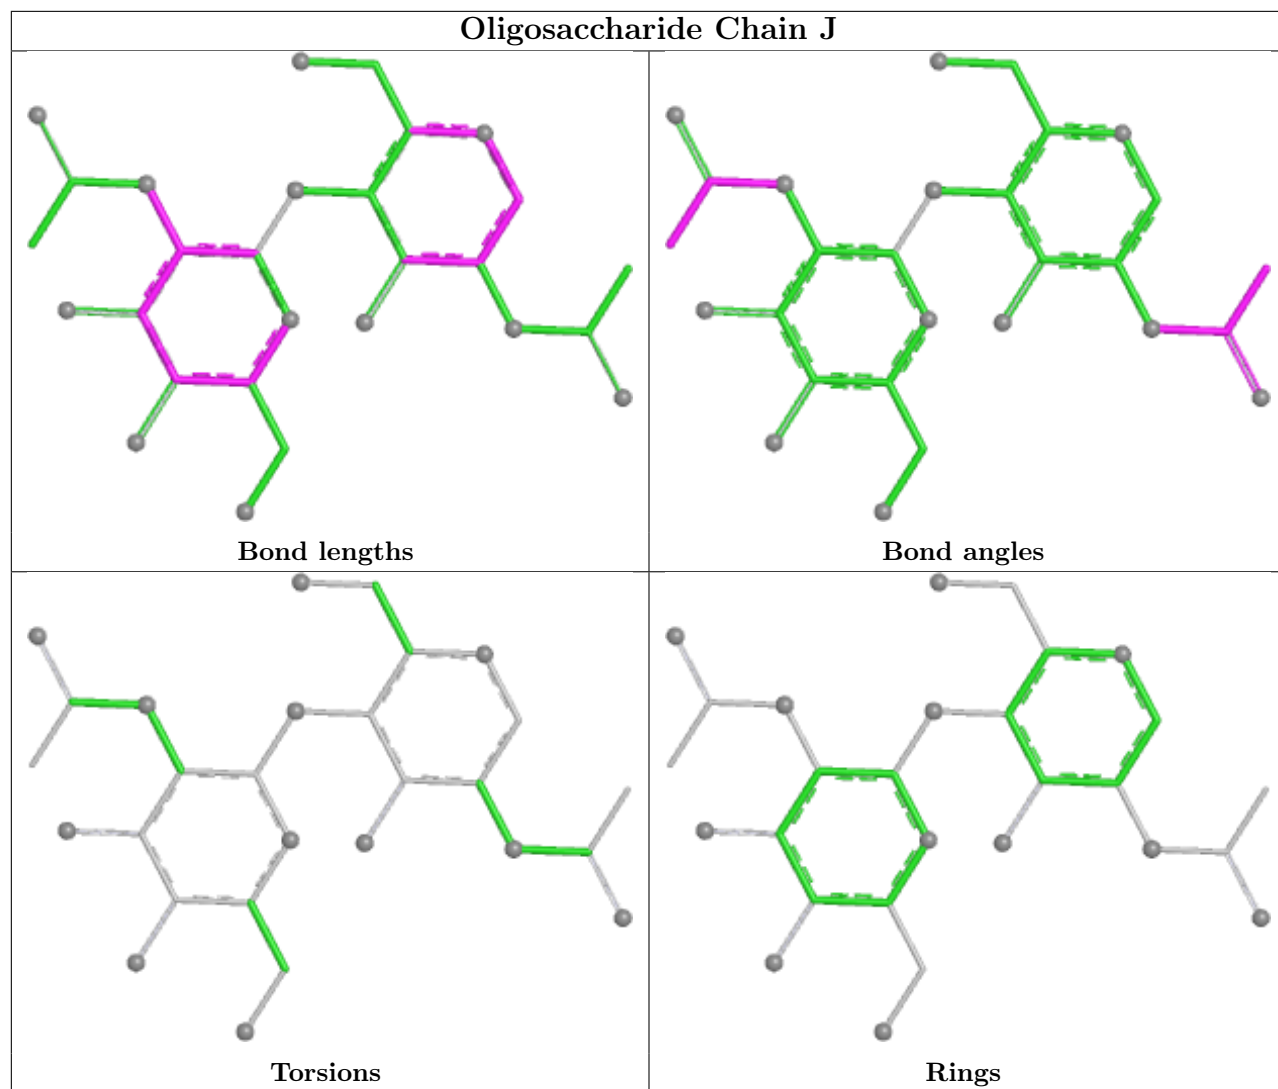 Oligosaccharide Chain J
Bond lengths
Bond angles
Torsions
Rings